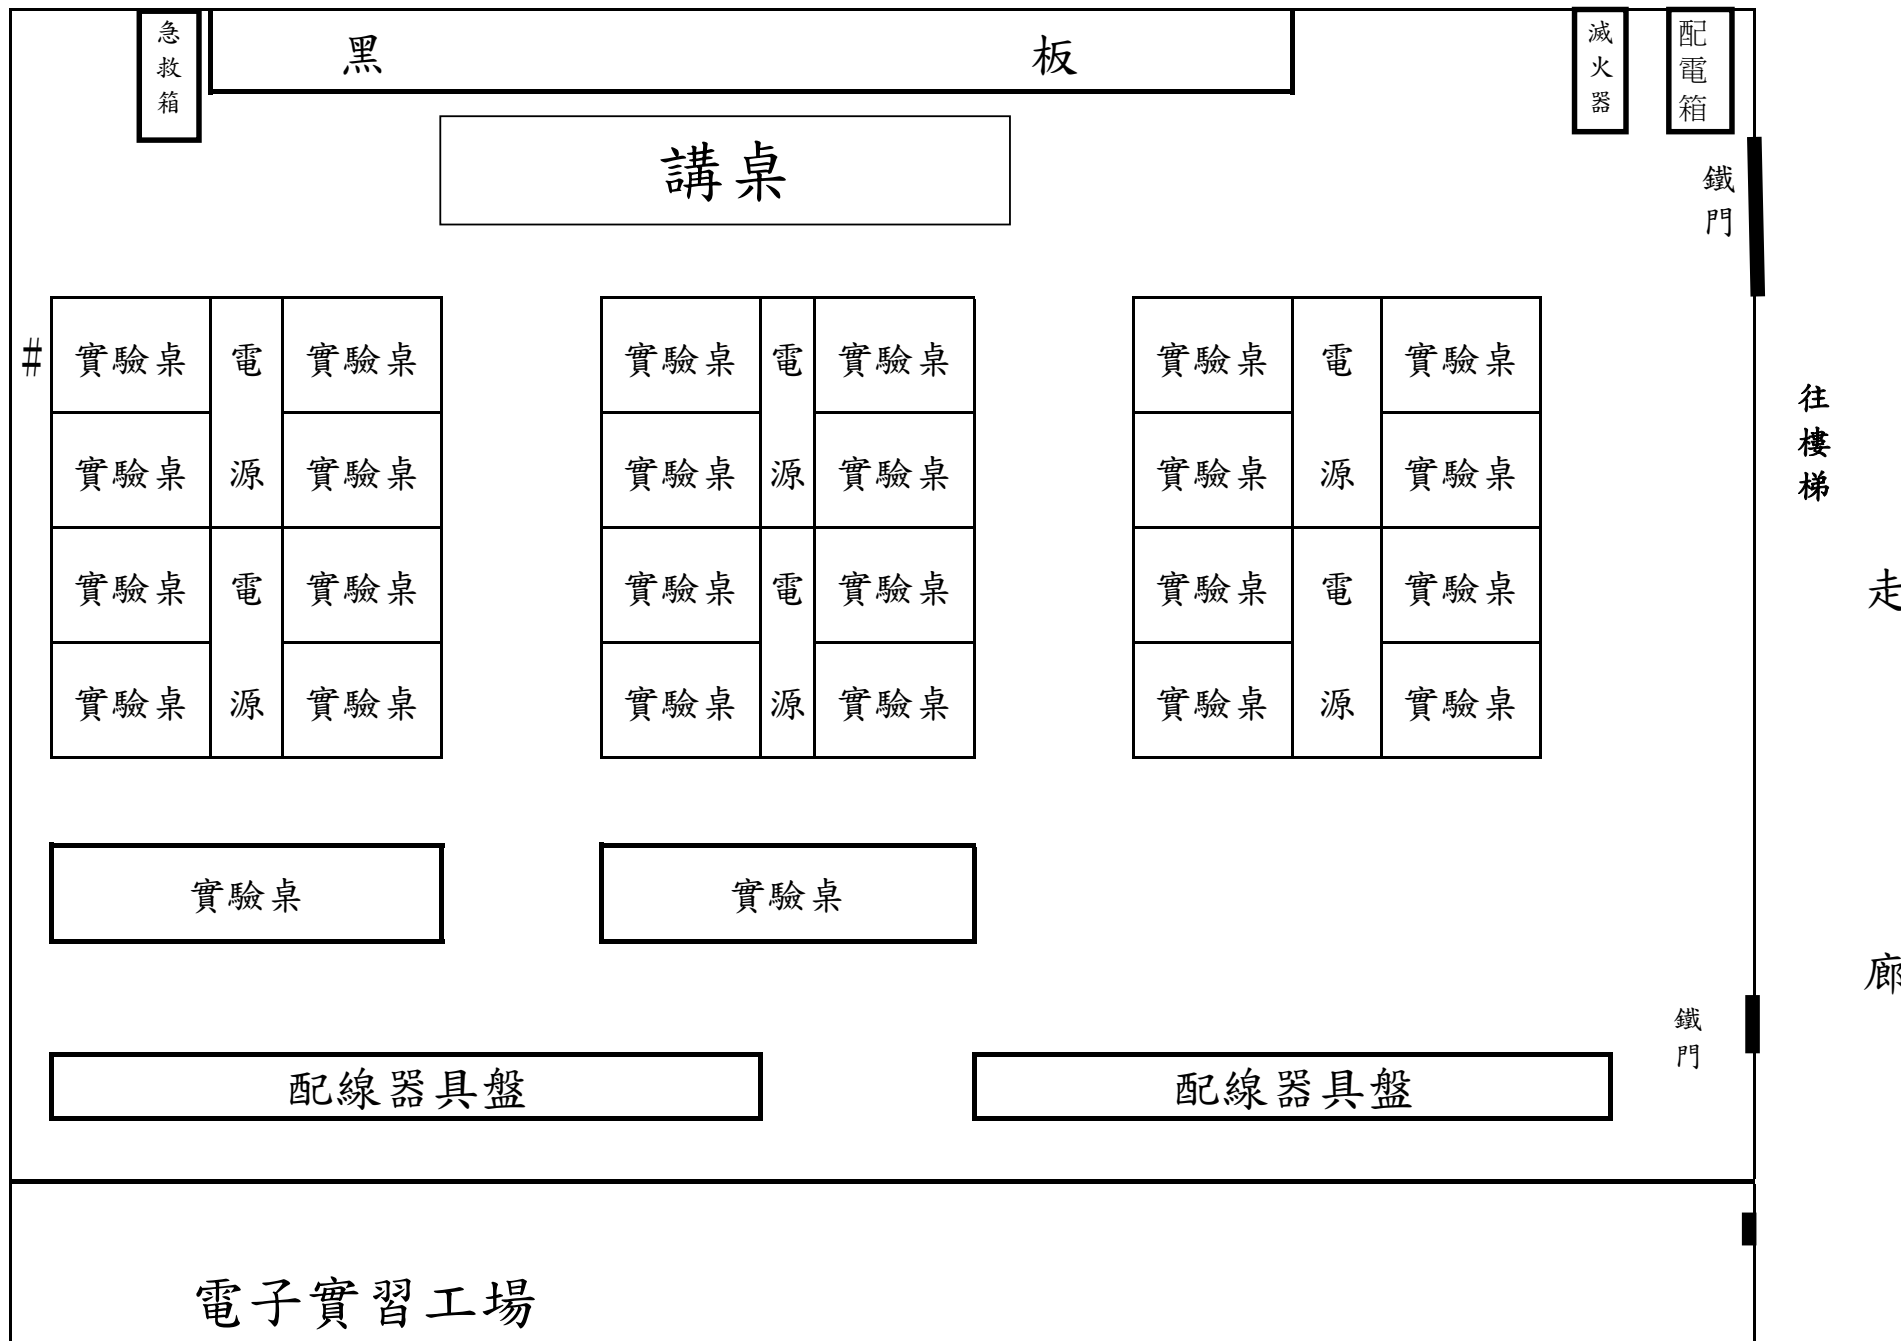 急救箱
黑 板
滅火器
配電箱
講桌
鐵門
# 實驗桌 電 實驗桌 實驗桌 電 實驗桌 實驗桌 電 實驗桌
實驗桌 源 實驗桌 實驗桌 源 實驗桌 實驗桌 源 實驗桌
實驗桌 電 實驗桌 實驗桌 電 實驗桌 實驗桌 電 實驗桌
實驗桌 源 實驗桌 實驗桌 源 實驗桌 實驗桌 源 實驗桌
往樓梯
走廊
實驗桌 實驗桌
鐵門
配線器具盤 配線器具盤
電子實習工場